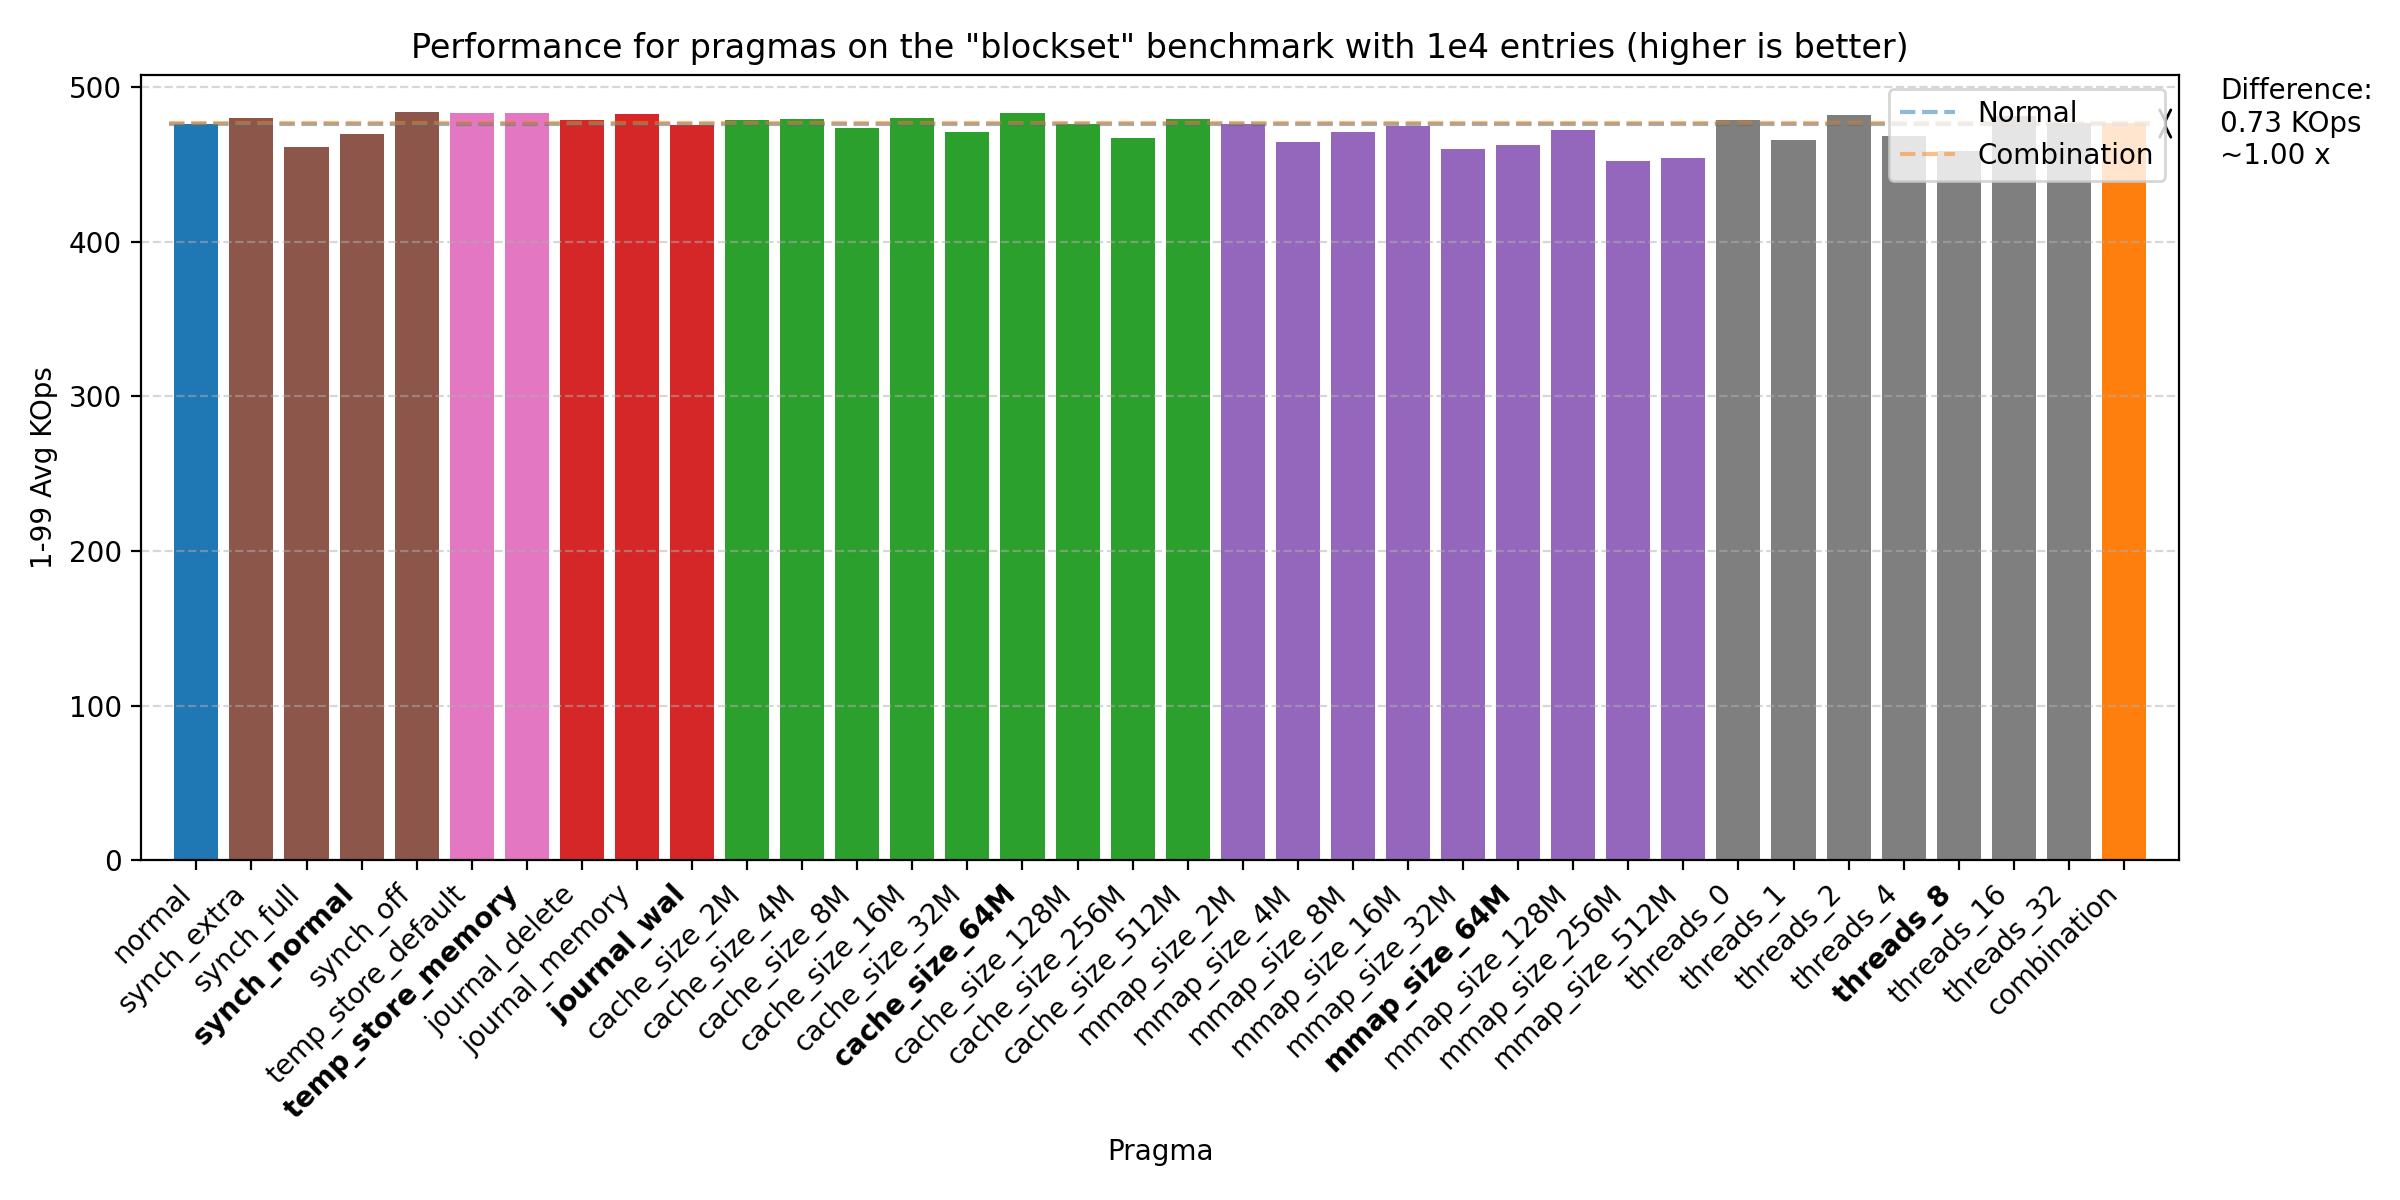 Performance for pragmas on the "blockset" benchmark with 1e4 entries (higher is better)
500
400
300
200
100
0
1-99 Avg KOps
Normal
Combination
Difference:
0.73 KOps
~1.00 x
normal
synch_extra
synch_full
synch_normal
synch_off
temp_store_default
temp_store_memory
journal_delete
journal_memory
journal_wal
cache_size_2M
cache_size_4M
cache_size_8M
cache_size_16M
cache_size_32M
cache_size_64M
cache_size_128M
cache_size_256M
cache_size_512M
mmap_size_2M
mmap_size_4M
mmap_size_8M
mmap_size_16M
mmap_size_32M
mmap_size_64M
mmap_size_128M
mmap_size_256M
mmap_size_512M
threads_0
threads_1
threads_2
threads_4
threads_8
threads_16
threads_32
combination
Pragma